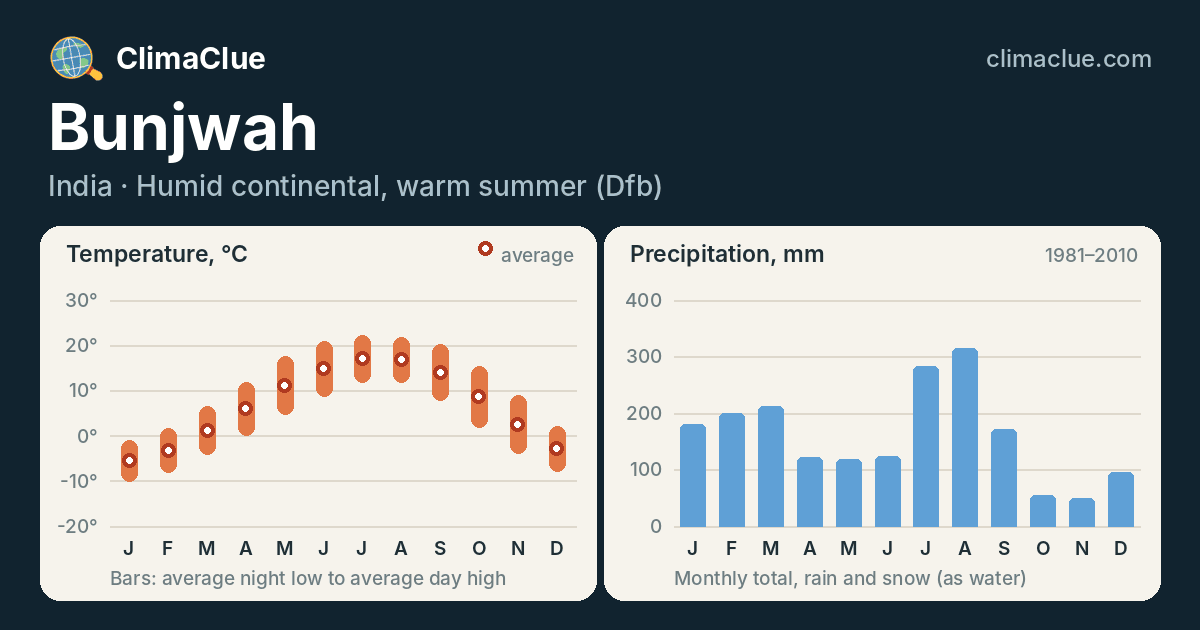 ClimaClue
climaclue.com
Bunjwah
India · Humid continental, warm summer (Dfb)
Temperature, °C
average
30°
20°
10°
0°
-10°
-20°
J F M A M J J A S O N D
Bars: average night low to average day high
Precipitation, mm
1981–2010
400
300
200
100
0
J F M A M J J A S O N D
Monthly total, rain and snow (as water)